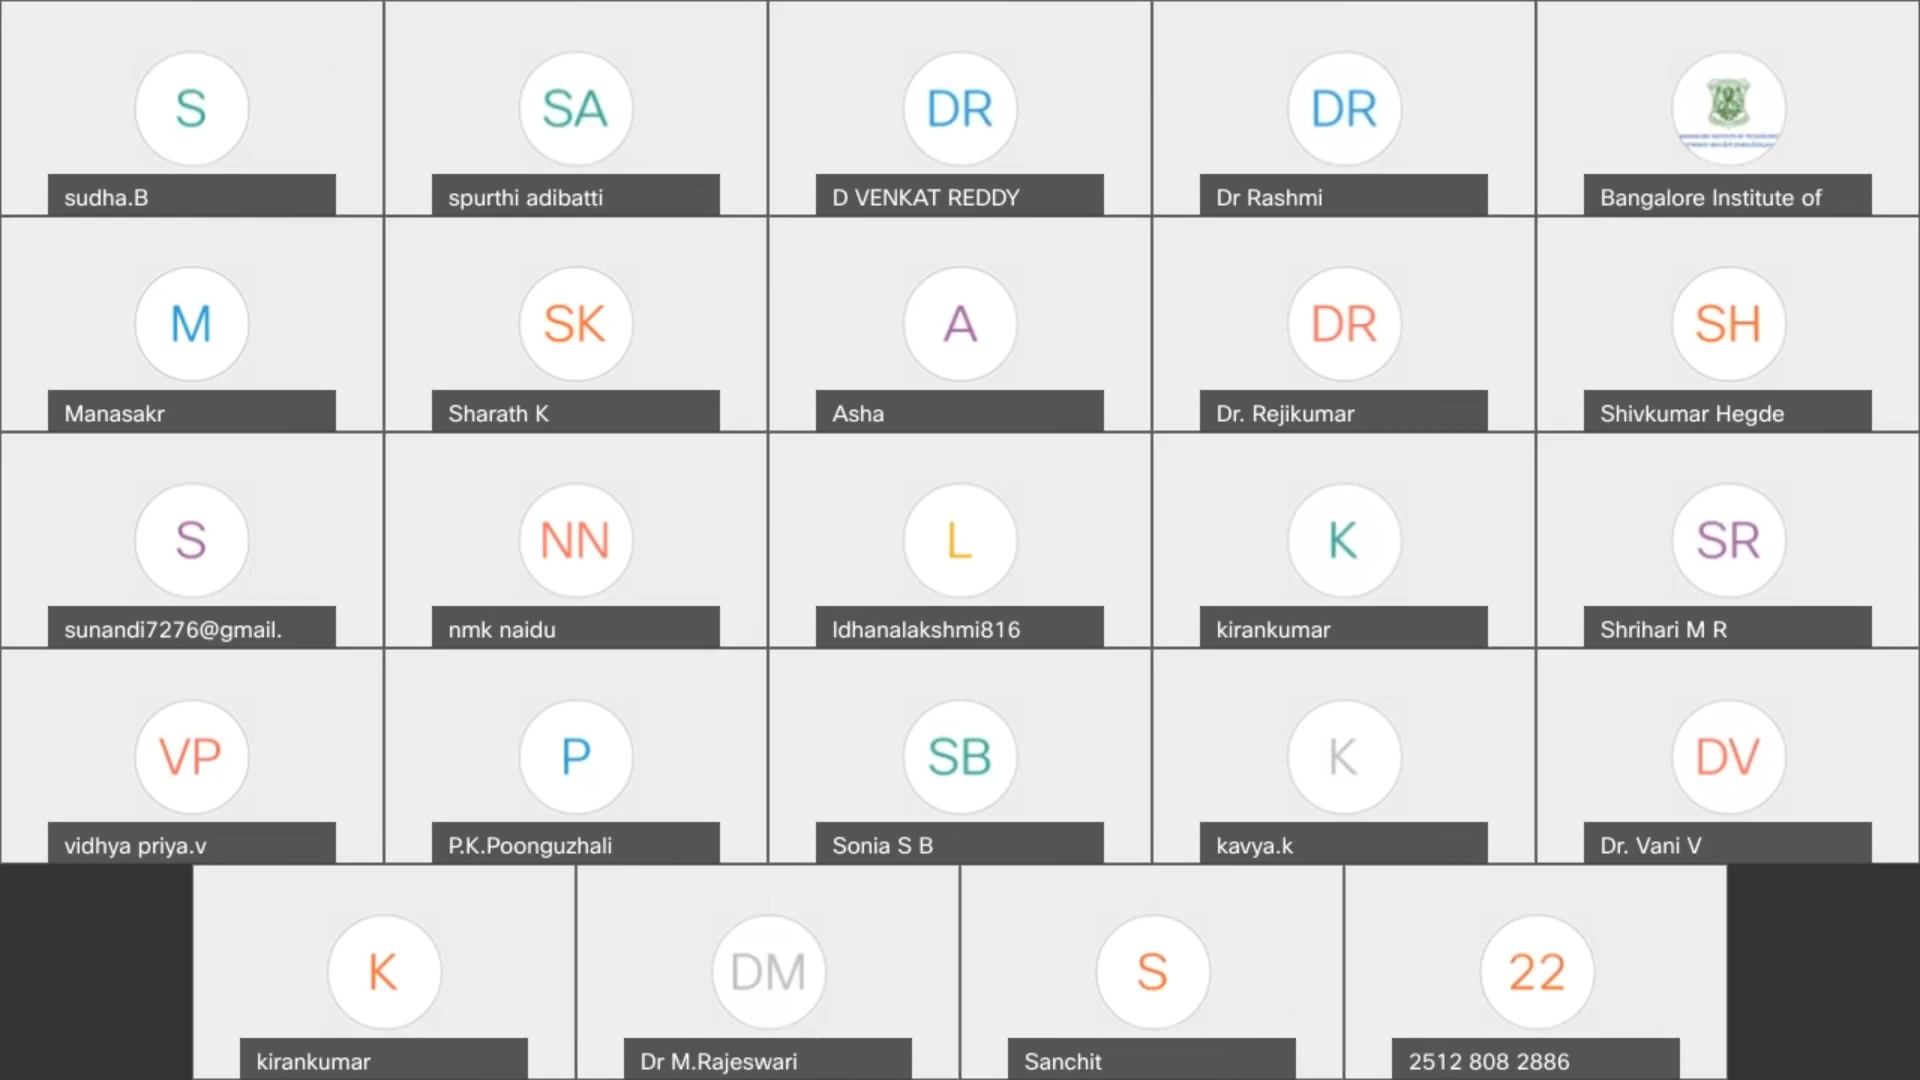 S
SA
DR
DR
sudha.B
spurthi adibatti
D VENKAT REDDY
Dr Rashmi
Bangalore Institute of
M
SK
A
DR
SH
Manasakr
Sharath K
Asha
Dr. Rejikumar
Shivkumar Hegde
S
NN
L
K
SR
sunandi7276@gmail.
nmk naidu
ldhanalakshmi816
kirankumar
Shrihari M R
VP
P
SB
K
DV
vidhya priya.v
P.K.Poonguzhali
Sonia S B
kavya.k
Dr. Vani V
K
DM
S
22
kirankumar
Dr M.Rajeswari
Sanchit
2512 808 2886